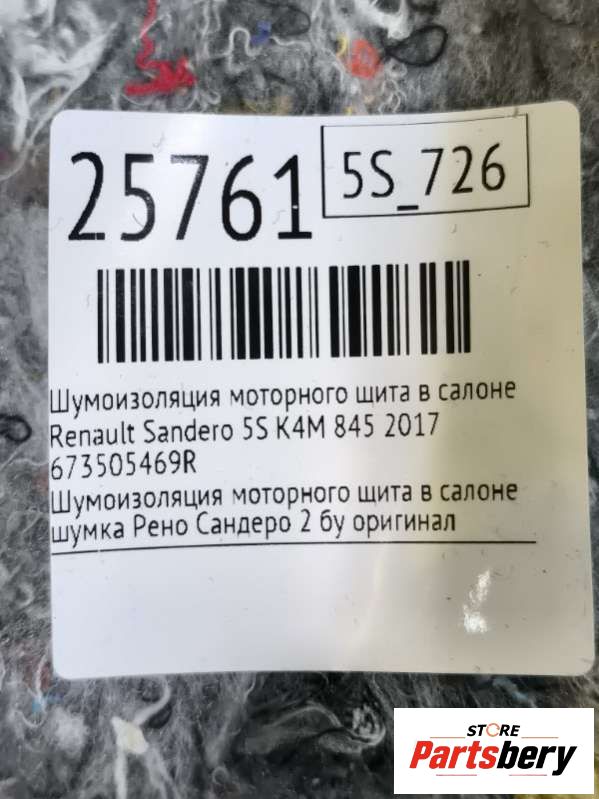 25761
5S_726
Шумоизоляция моторного щита в салоне
Renault Sandero 5S K4M 845 2017
673505469R
Шумоизоляция моторного щита в салоне
шумка Рено Сандеро 2 бу оригинал
STORE
Partsbery